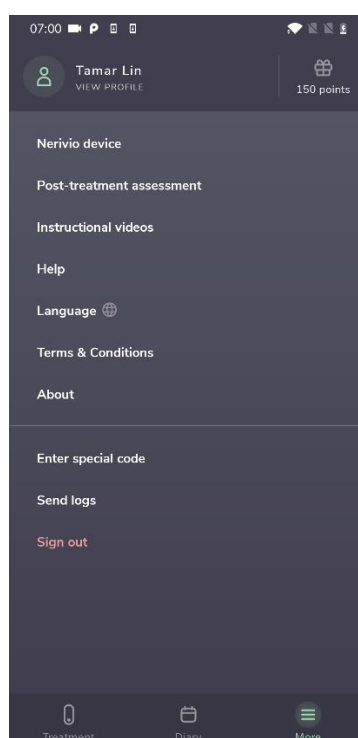 07:00
Tamar Lin
VIEW PROFILE
150 points
Nerivio device
Post-treatment assessment
Instructional videos
Help
Language
Terms & Conditions
About
Enter special code
Send logs
Sign out
Treatment
Diary
More